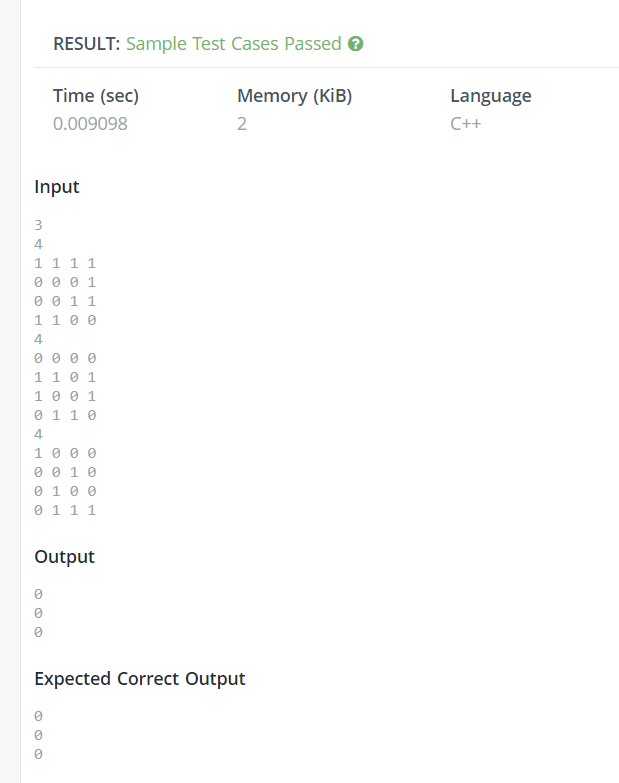 RESULT: Sample Test Cases Passed
Time (sec) Memory (KiB) Language
0.009098 2 C++
Input
3
4
1 1 1 1
0 0 0 1
0 0 1 1
1 1 0 0
4
0 0 0 0
1 1 0 1
1 0 0 1
0 1 1 0
4
1 0 0 0
0 0 1 0
0 1 0 0
0 1 1 1
Output
0
0
0
Expected Correct Output
0
0
0